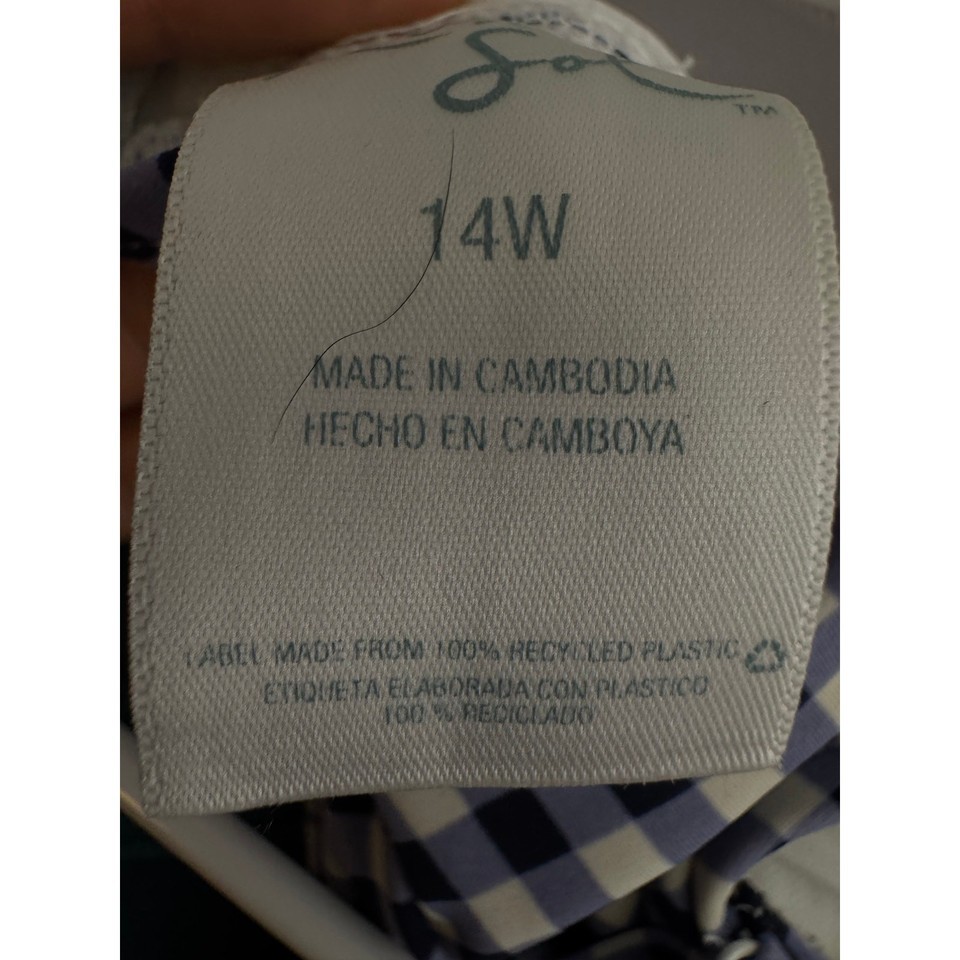 Sol
TM
14W
MADE IN CAMBODIA
HECHO EN CAMBOYA
LABEL MADE FROM 100% RECYCLED PLASTIC
ETIQUETA ELABORADA CON PLASTICO
100 % RECICLADO